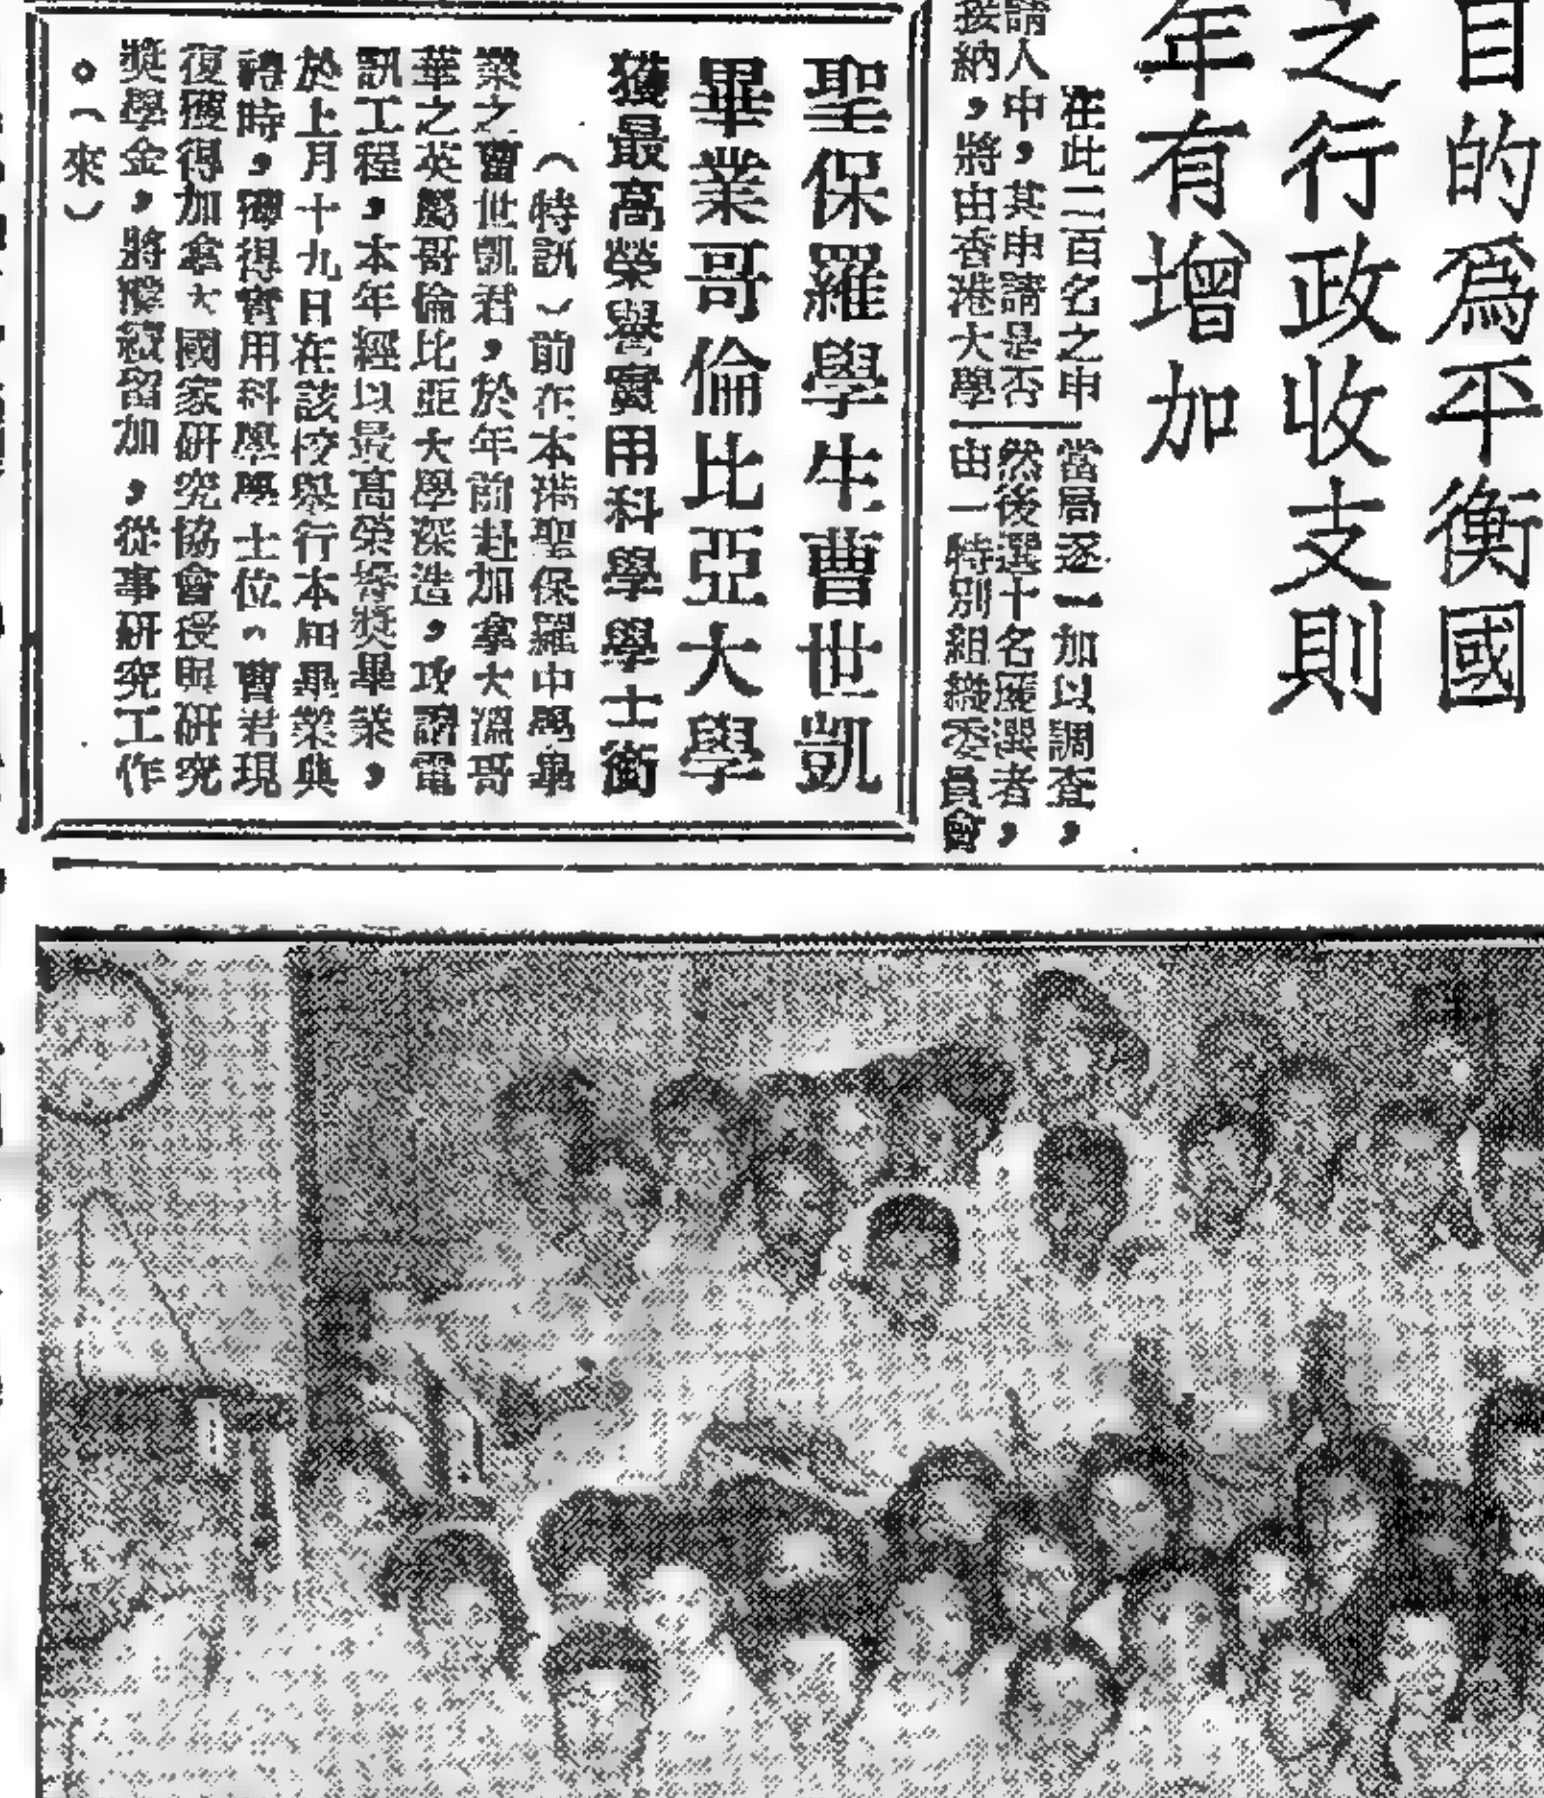 目的爲平衡國
之行政收支則
年有增加
在此二百名之申
請人中，其申請是否
接納，將由香港大學
當局逐一加以調查，
然後選十名匯選者，
由一特別組織委員會
聖保羅學生曹世凱
畢業哥倫比亞大學
獲最高榮譽實用科學學士銜
（特訊）前在本港聖保羅中學畢
業之曹世凱君，於年前赴加拿大溫哥
華之英屬哥倫比亞大學深造，攻習電
訊工程，本年經以最高榮譽獎畢業，
於上月十九日在該校舉行本屆畢業典
禮時，獲得實用科學學士位。曹君現
復獲得加拿大國家研究協會授與研究
獎學金，將繼續留加，從事研究工作
。（來）